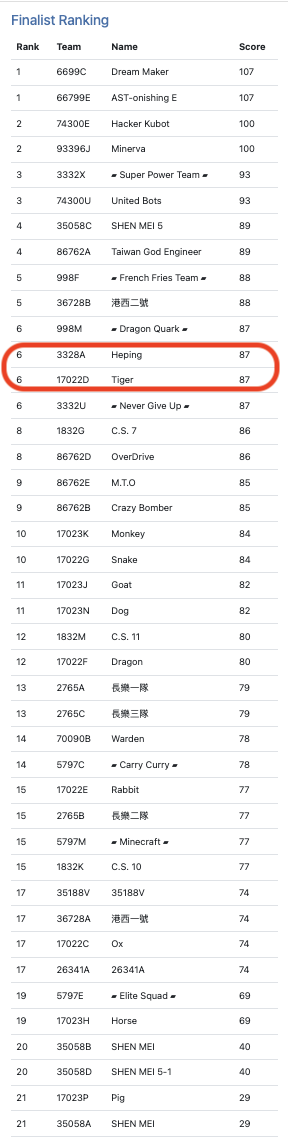 Finalist Ranking
Rank Team Name Score
1 6699C Dream Maker 107
1 66799E AST-onishing E 107
2 74300E Hacker Kubot 100
2 93396J Minerva 100
3 3332X ▰ Super Power Team ▰ 93
3 74300U United Bots 93
4 35058C SHEN MEI 5 89
4 86762A Taiwan God Engineer 89
5 998F ▰ French Fries Team ▰ 88
5 36728B 港西二號 88
6 998M ▰ Dragon Quark ▰ 87
6 3328A Heping 87
6 17022D Tiger 87
6 3332U ▰ Never Give Up ▰ 87
8 1832G C.S. 7 86
8 86762D OverDrive 86
9 86762E M.T.O 85
9 86762B Crazy Bomber 85
10 17023K Monkey 84
10 17022G Snake 84
11 17023J Goat 82
11 17023N Dog 82
12 1832M C.S. 11 80
12 17022F Dragon 80
13 2765A 長樂一隊 79
13 2765C 長樂三隊 79
14 70090B Warden 78
14 5797C ▰ Carry Curry ▰ 78
15 17022E Rabbit 77
15 2765B 長樂二隊 77
15 5797M ▰ Minecraft ▰ 77
15 1832K C.S. 10 77
17 35188V 35188V 74
17 36728A 港西一號 74
17 17022C Ox 74
17 26341A 26341A 74
19 5797E ▰ Elite Squad ▰ 69
19 17023H Horse 69
20 35058B SHEN MEI 40
20 35058D SHEN MEI 5-1 40
21 17023P Pig 29
21 35058A SHEN MEI 29